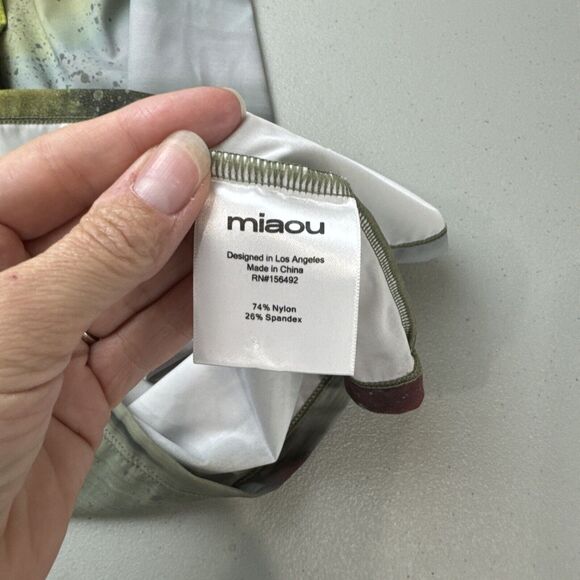 miaou
Designed in Los Angeles
Made in China
RN#156492
74% Nylon
26% Spandex